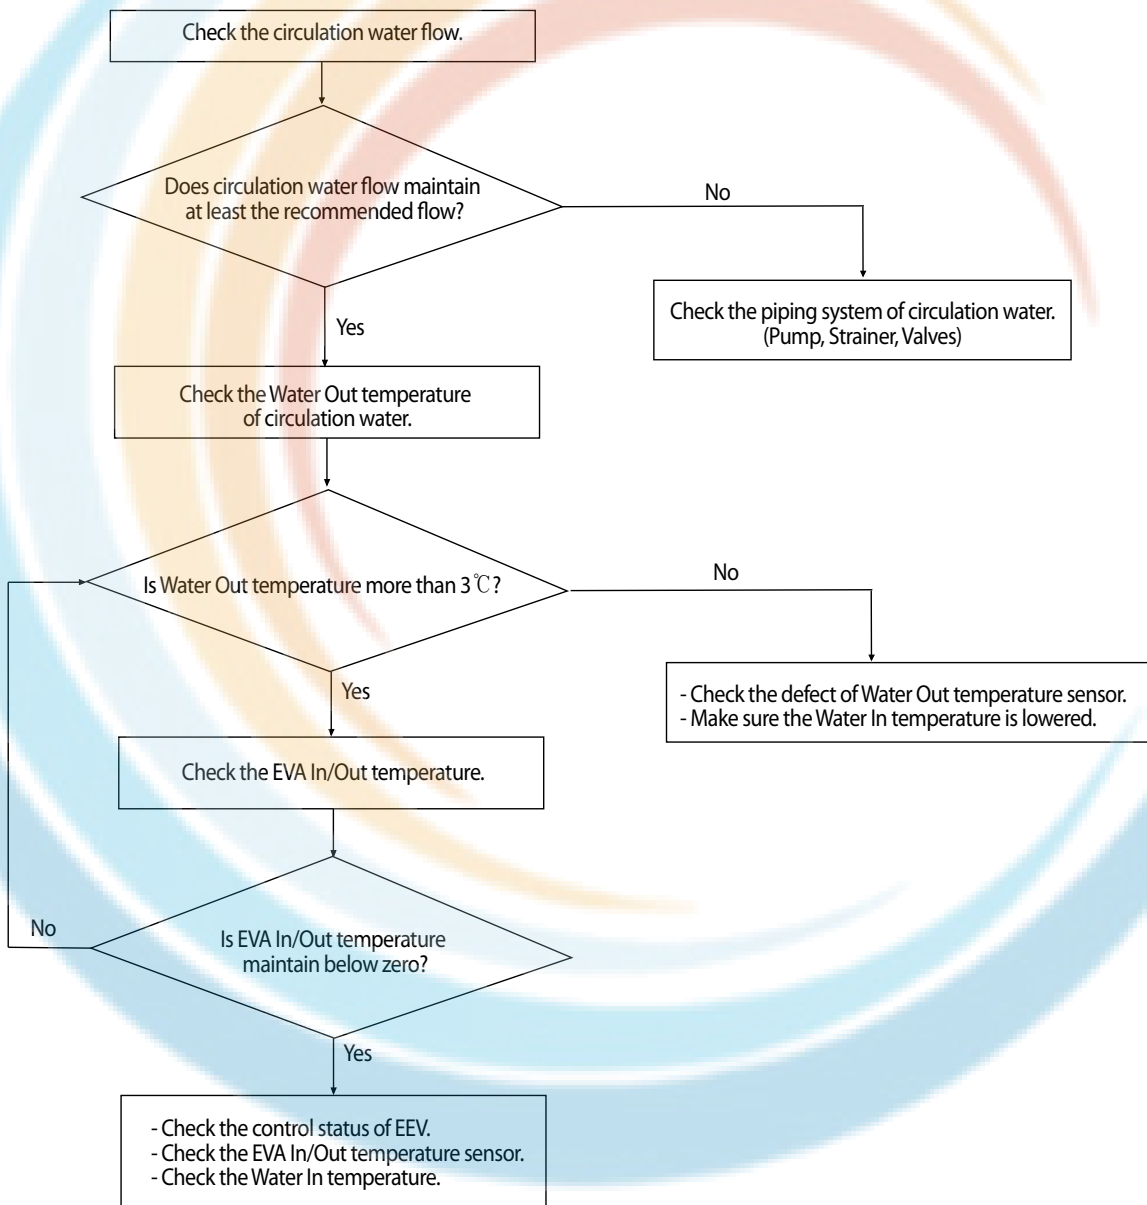 Check the circulation water flow.
Does circulation water flow maintain
at least the recommended flow?
No
Check the piping system of circulation water.
(Pump, Strainer, Valves)
Yes
Check the Water Out temperature
of circulation water.
Is Water Out temperature more than 3℃?
No
- Check the defect of Water Out temperature sensor.
- Make sure the Water In temperature is lowered.
Yes
Check the EVA In/Out temperature.
Is EVA In/Out temperature
maintain below zero?
No
Yes
- Check the control status of EEV.
- Check the EVA In/Out temperature sensor.
- Check the Water In temperature.